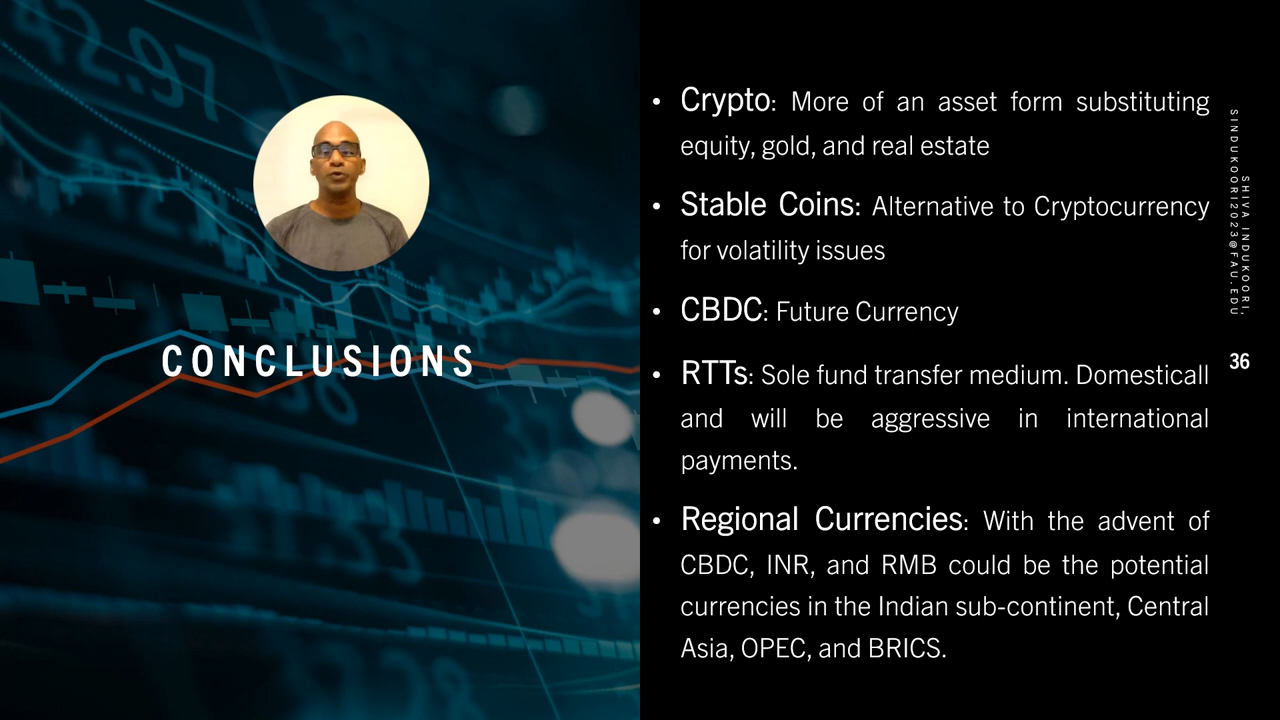 CONCLUSIONS
• Crypto: More of an asset form substituting
equity, gold, and real estate
• Stable Coins: Alternative to Cryptocurrency
for volatility issues
• CBDC: Future Currency
• RTTs: Sole fund transfer medium. Domesticall
and will be aggressive in international
payments.
• Regional Currencies: With the advent of
CBDC, INR, and RMB could be the potential
currencies in the Indian sub-continent, Central
Asia, OPEC, and BRICS.
SHIVA INDUKOORI,
SINDUKOORI2023@FAU.EDU
36
42.97